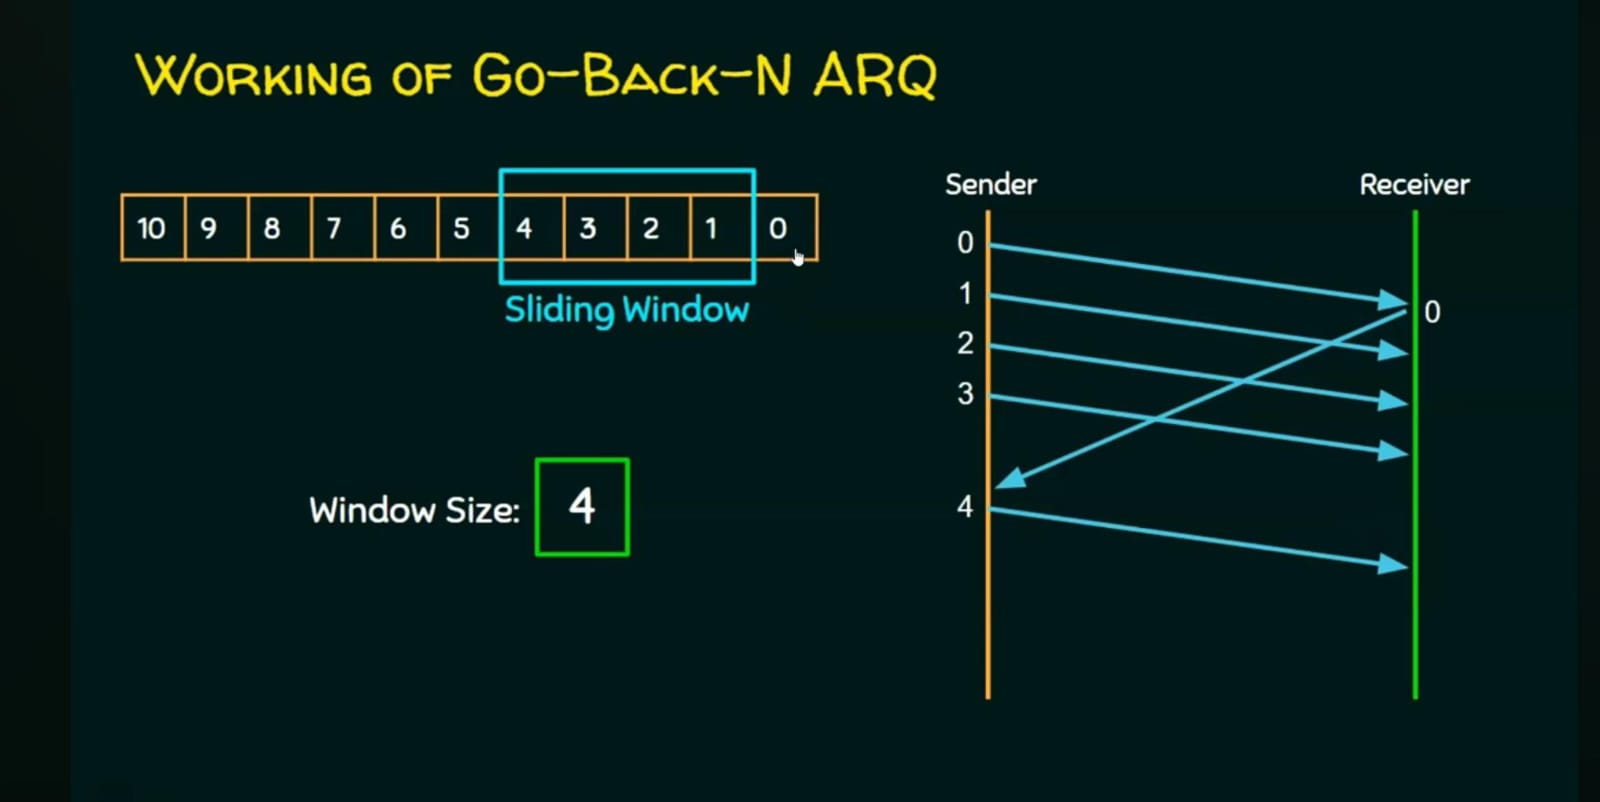 WORKING OF GO-BACK-N ARQ
10 9 8 7 6 5 4 3 2 1 0
Sliding Window
Window Size: 4
Sender Receiver
0
0
1
2
3
4